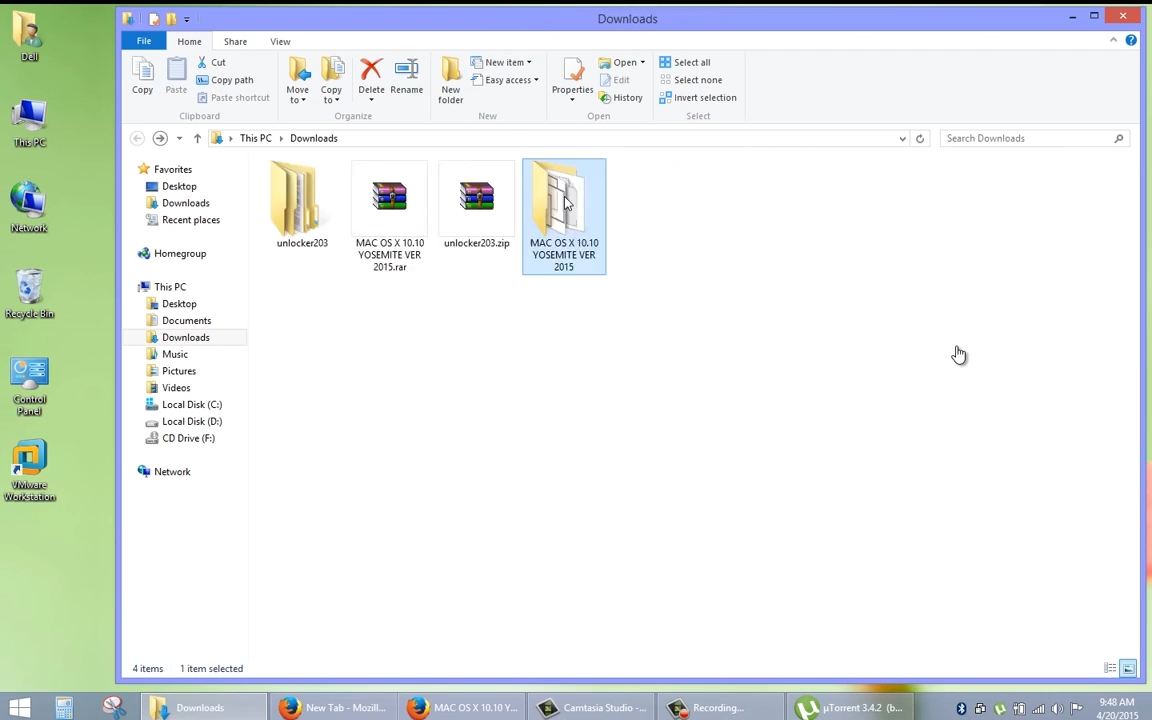 Downloads
File
Home
Share
View
Copy
Paste
Cut
Copy path
Paste shortcut
Clipboard
Move to
Copy to
Delete
Rename
Organize
New folder
New item
Easy access
New
Properties
Open
Edit
History
Open
Select all
Select none
Invert selection
Select
This PC
Downloads
Search Downloads
Dell
This PC
Network
Recycle Bin
Control Panel
VMware Workstation
Favorites
Desktop
Downloads
Recent places
Homegroup
This PC
Desktop
Documents
Downloads
Music
Pictures
Videos
Local Disk (C:)
Local Disk (D:)
CD Drive (F:)
Network
unlocker203
MAC OS X 10.10
YOSEMITE VER
2015.rar
unlocker203.zip
MAC OS X 10.10
YOSEMITE VER
2015
4 items
1 item selected
Downloads
New Tab - Mozill...
MAC OS X 10.10 Y...
Camtasia Studio - ...
Recording...
µTorrent 3.4.2 (b...
9:48 AM
4/20/2015